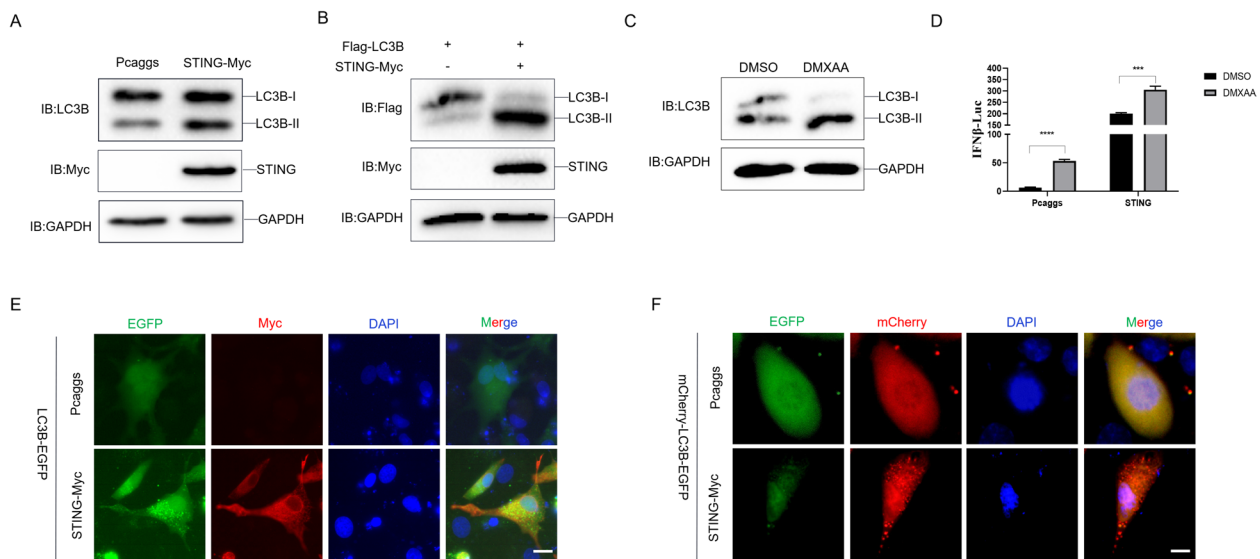 A
Pcaggs STING-Myc
IB:LC3B
LC3B-I
LC3B-II
IB:Myc
STING
IB:GAPDH
GAPDH
B
Flag-LC3B + +
STING-Myc - +
IB:Flag
LC3B-I
LC3B-II
IB:Myc
STING
IB:GAPDH
GAPDH
C
DMSO DMXAA
IB:LC3B
LC3B-I
LC3B-II
IB:GAPDH
GAPDH
D
IFNβ-Luc
400
350
300
250
200
150
100
100
50
0
****
***
Pcaggs STING
DMSO
DMXAA
E
EGFP Myc DAPI Merge
LC3B-EGFP
Pcaggs
STING-Myc
F
EGFP mCherry DAPI Merge
mCherry-LC3B-EGFP
Pcaggs
STING-Myc